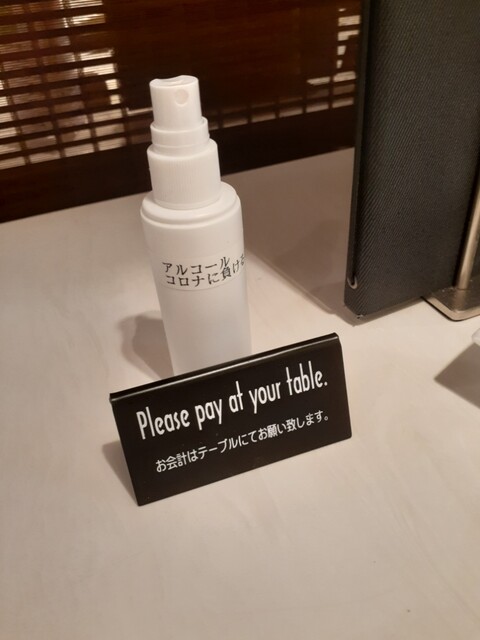 アルコール
コロナに負ける
Please pay at your table.
お会計はテーブルにてお願い致します。